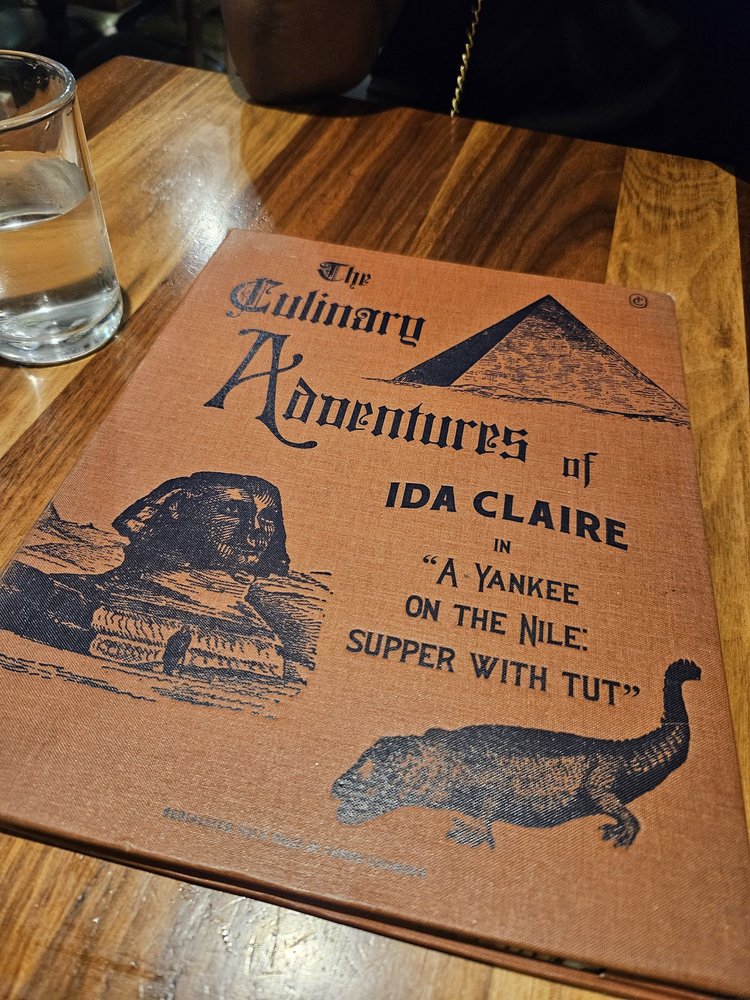 The
Culinary
Adventures of
IDA CLAIRE
IN
“A YANKEE
ON THE NILE:
SUPPER WITH TUT”